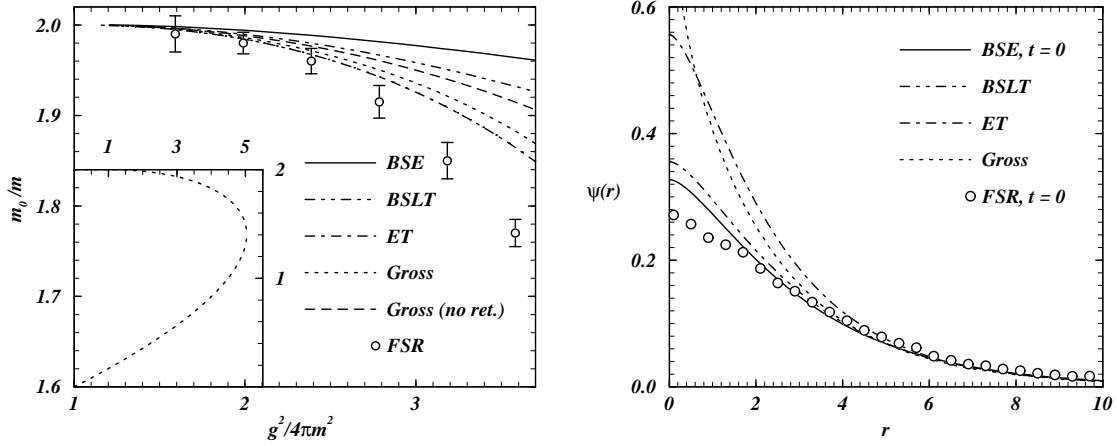 2.0
1.9
1.8
1.7
1.6
m₀/m
1 3 5
2
1
BSE
BSLT
ET
Gross
Gross (no ret.)
FSR
1 2 3
g²/4πm²
0.6
0.4
0.2
0.0
ψ(r)
BSE, t = 0
BSLT
ET
Gross
FSR, t = 0
0 2 4 6 8 10
r